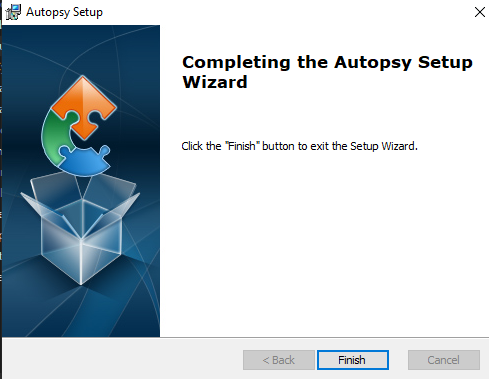 Autopsy Setup
Completing the Autopsy Setup
Wizard
Click the "Finish" button to exit the Setup Wizard.
< Back
Finish
Cancel